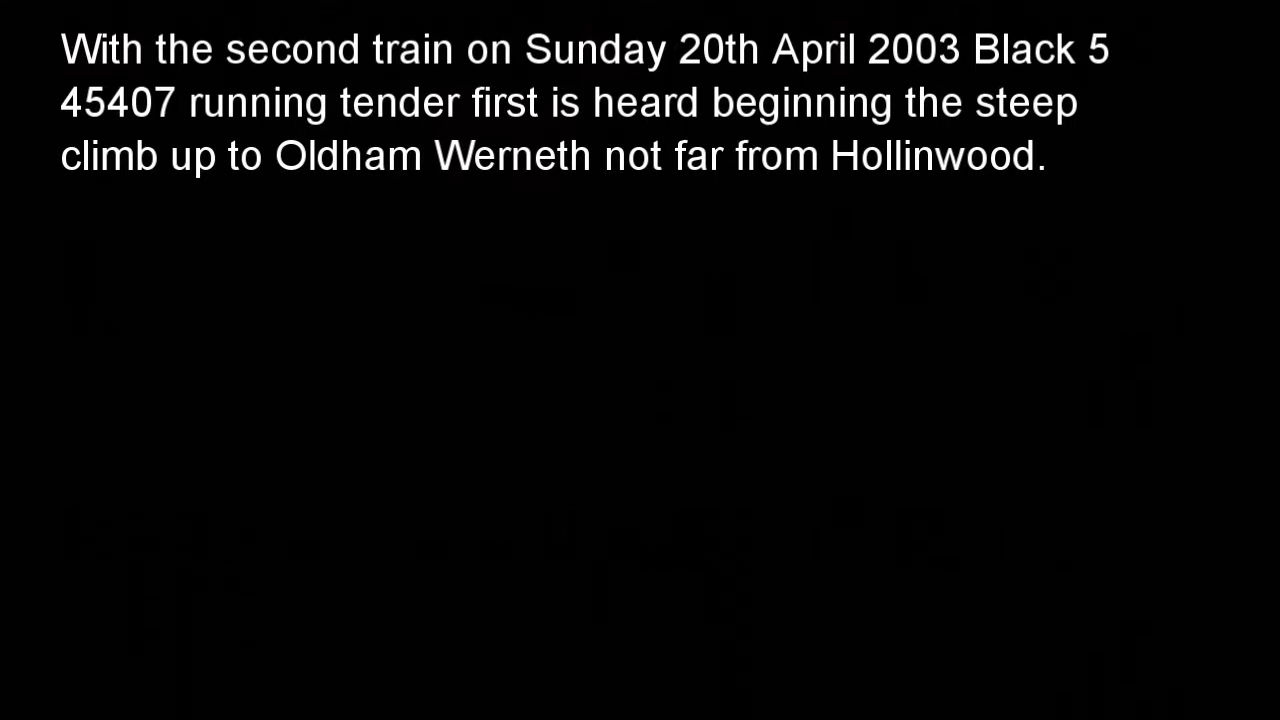 With the second train on Sunday 20th April 2003 Black 5
45407 running tender first is heard beginning the steep
climb up to Oldham Werneth not far from Hollinwood.